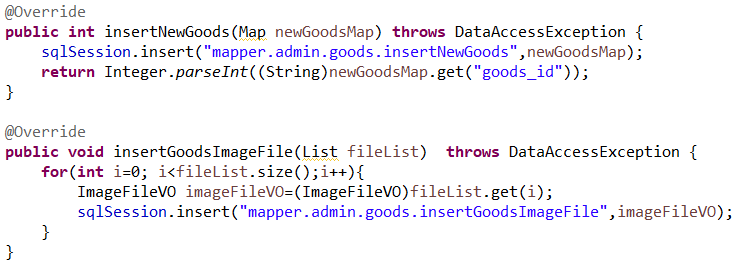 @Override
public int insertNewGoods(Map newGoodsMap) throws DataAccessException {
    sqlSession.insert("mapper.admin.goods.insertNewGoods",newGoodsMap);
    return Integer.parseInt((String)newGoodsMap.get("goods_id"));
}

@Override
public void insertGoodsImageFile(List fileList)  throws DataAccessException {
    for(int i=0; i<fileList.size();i++){
        ImageFileVO imageFileVO=(ImageFileVO)fileList.get(i);
        sqlSession.insert("mapper.admin.goods.insertGoodsImageFile",imageFileVO);
    }
}